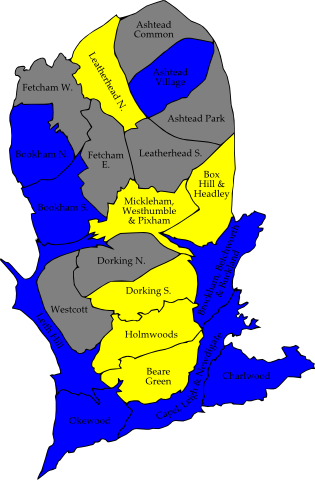 Ashtead
Common
Leatherhead N.
Ashtead
Village
Fetcham W.
Ashtead Park
Bookham N.
Fetcham
E.
Leatherhead S.
Box
Hill &
Headley
Mickleham,
Westhumble
& Pixham
Bookham S.
Brockham, Betchworth
& Buckland
Dorking N.
Dorking S.
Westcott
Leith Hill
Holmwoods
Beare
Green
Capel, Leigh & Newdigate
Charlwood
Okewood